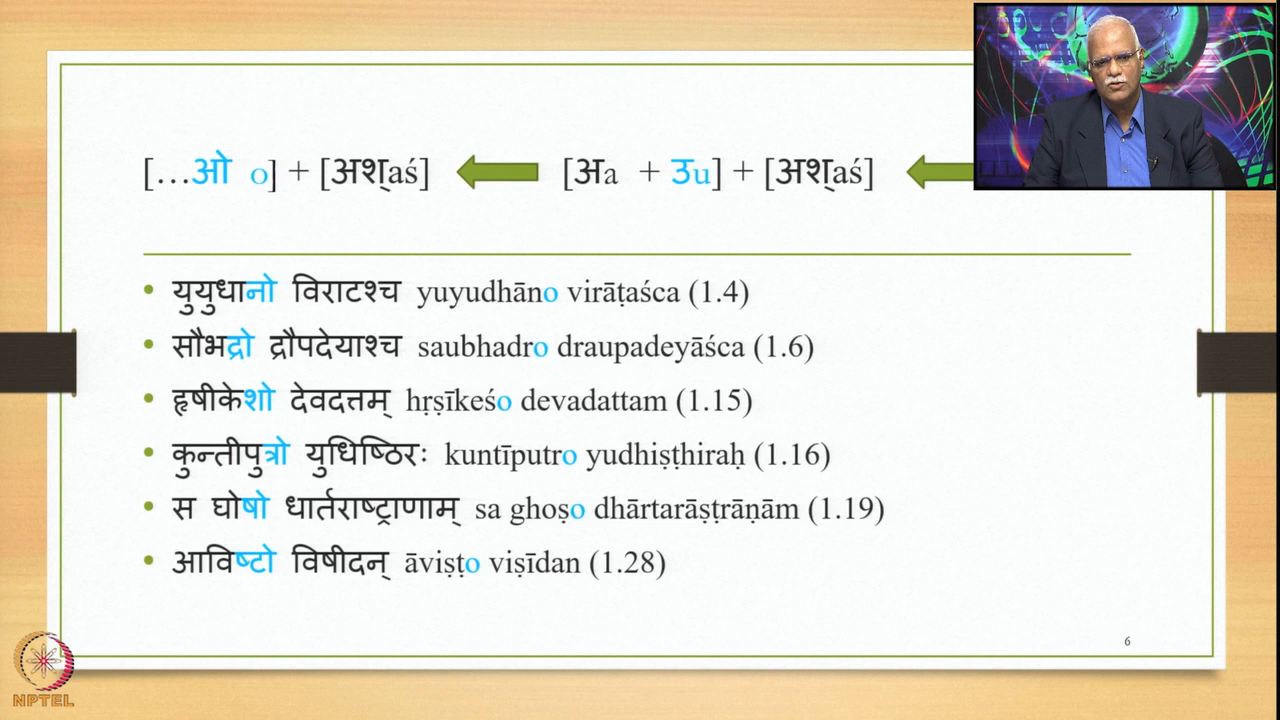 […ओ o] + [अश्aś] [अa + उu] + [अश्aś]
• युयुधानो विराटश्च yuyudhāno virāṭaśca (1.4)
• सौभद्रो द्रौपदेयाश्च saubhadro draupadeyāśca (1.6)
• हृषीकेशो देवदत्तम् hṛṣīkeśo devadattam (1.15)
• कुन्तीपुत्रो युधिष्ठिरः kuntīputro yudhiṣṭhiraḥ (1.16)
• स घोषो धार्तराष्ट्राणाम् sa ghoṣo dhārtarāṣṭrāṇām (1.19)
• आविष्टो विषीदन् āviṣṭo viṣīdan (1.28)
6
NPTEL